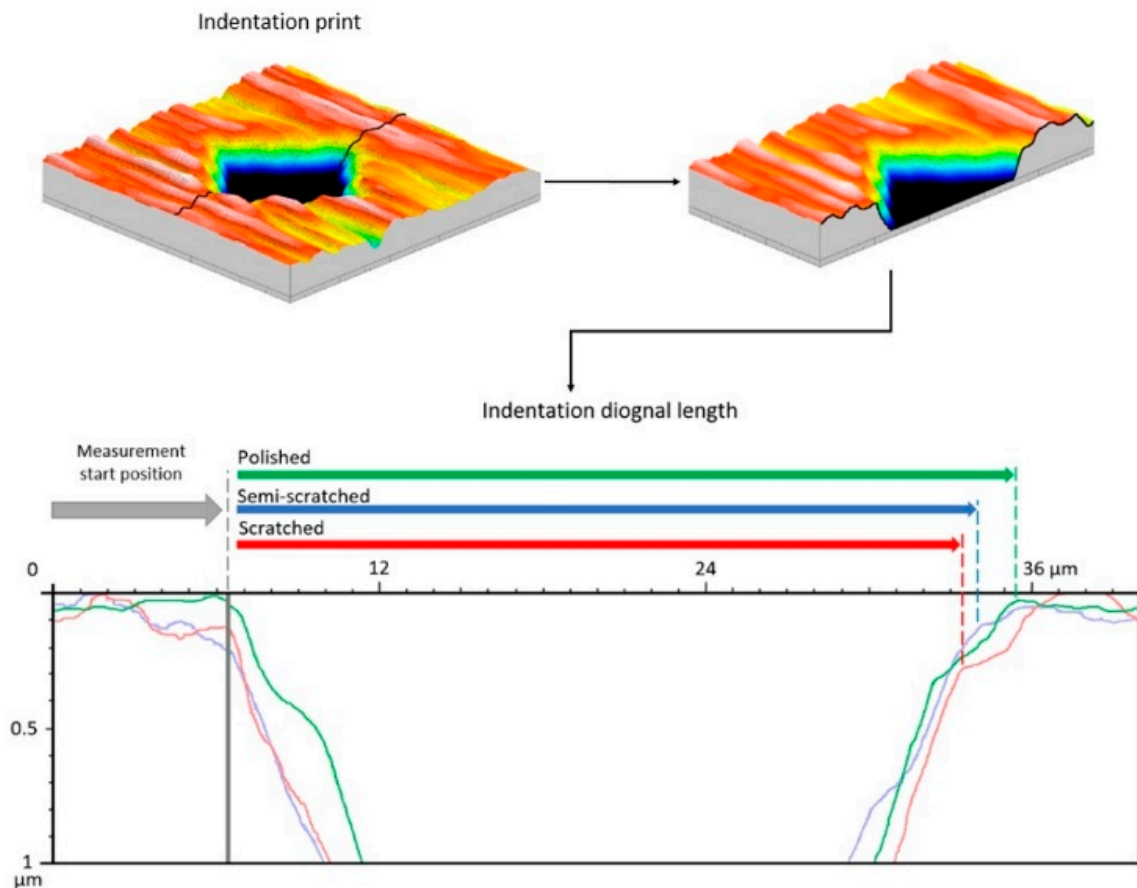 Indentation print
Indentation diognal length
Measurement
start position
Polished
Semi-scratched
Scratched
0
12
24
36 μm
0.5
1
μm